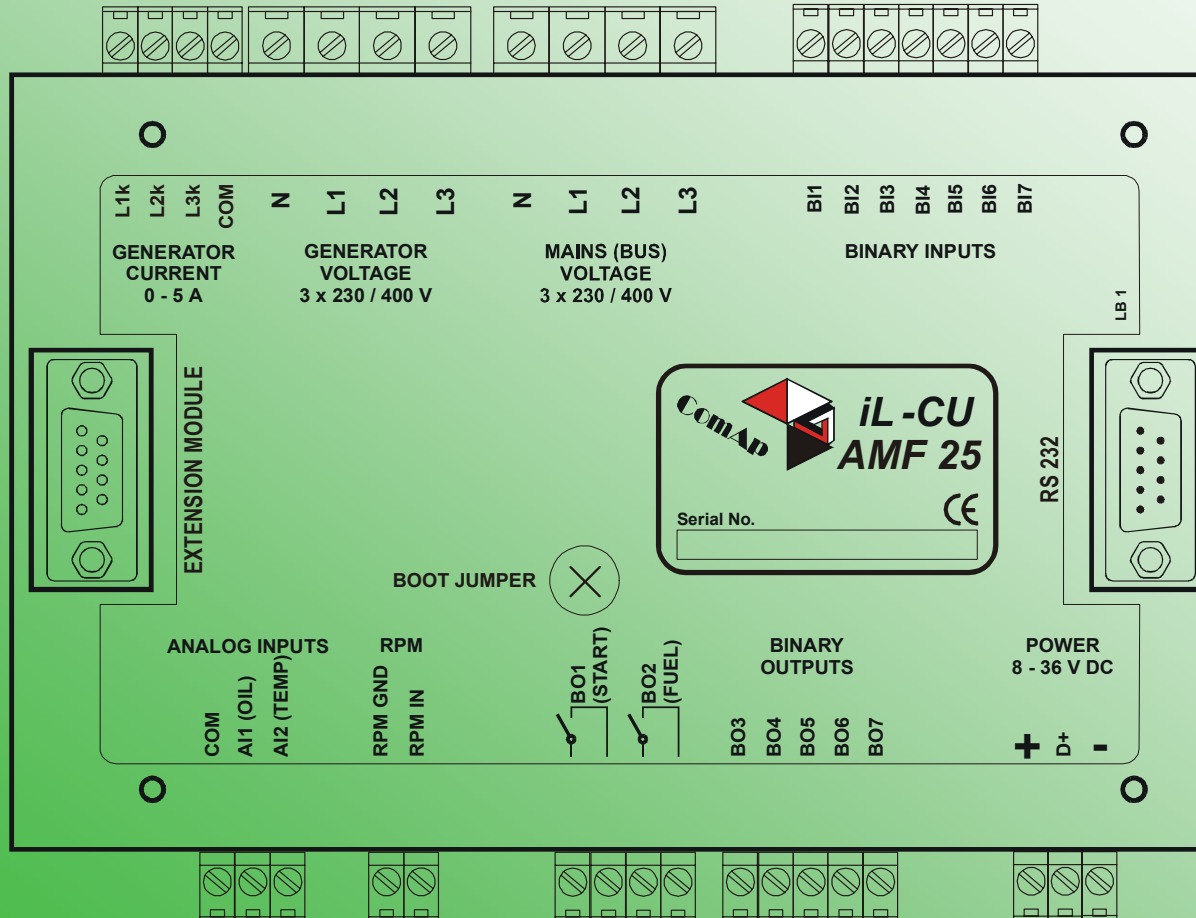 L1k L2k L3k COM N L1 L2 L3 N L1 L2 L3 BI1 BI2 BI3 BI4 BI5 BI6 BI7
GENERATOR
CURRENT
0 - 5 A
GENERATOR
VOLTAGE
3 x 230 / 400 V
MAINS (BUS)
VOLTAGE
3 x 230 / 400 V
BINARY INPUTS
LB 1
EXTENSION MODULE
ComAp
iL-CU
AMF 25
Serial No.
CE
RS 232
BOOT JUMPER
ANALOG INPUTS
COM
AI1 (OIL)
AI2 (TEMP)
RPM
RPM GND
RPM IN
BO1
(START)
BO2
(FUEL)
BINARY
OUTPUTS
BO3 BO4 BO5 BO6 BO7
POWER
8 - 36 V DC
+ D+ -